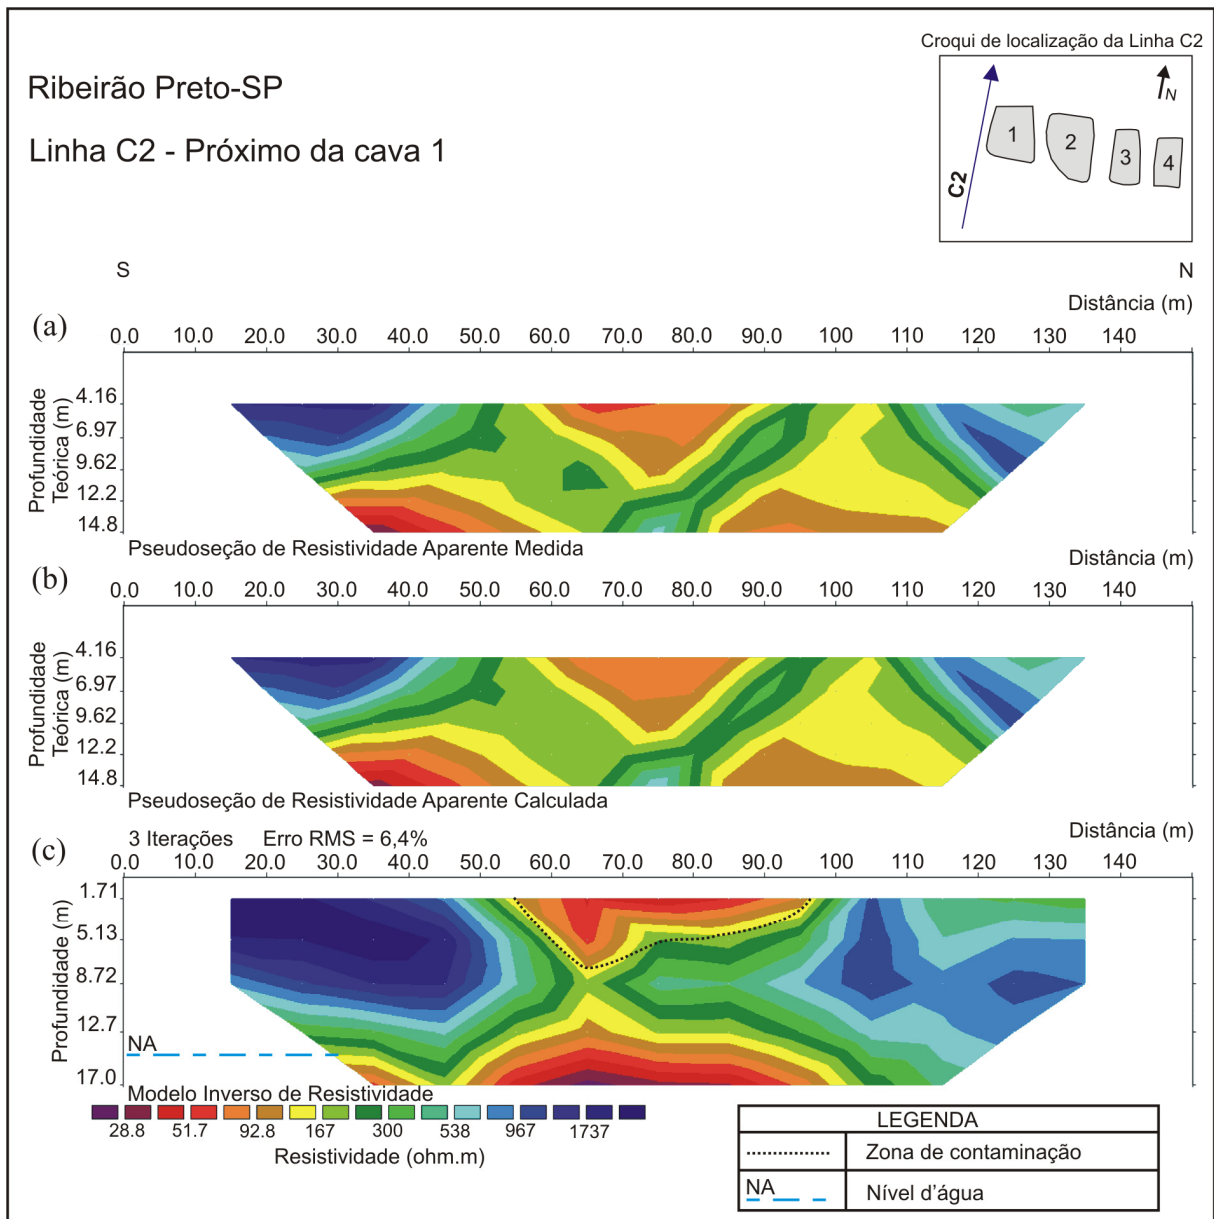 Croqui de localização da Linha C2
Ribeirão Preto-SP
Linha C2 - Próximo da cava 1
N
1
2
3
4
C2
S
N
Distância (m)
(a)
0.0 10.0 20.0 30.0 40.0 50.0 60.0 70.0 80.0 90.0 100 110 120 130 140
Profundidade
Teórica (m)
4.16
6.97
9.62
12.2
14.8
Pseudoseção de Resistividade Aparente Medida
Distância (m)
(b)
0.0 10.0 20.0 30.0 40.0 50.0 60.0 70.0 80.0 90.0 100 110 120 130 140
Profundidade
Teórica (m)
4.16
6.97
9.62
12.2
14.8
Pseudoseção de Resistividade Aparente Calculada
3 Iterações Erro RMS = 6,4%
Distância (m)
(c)
0.0 10.0 20.0 30.0 40.0 50.0 60.0 70.0 80.0 90.0 100 110 120 130 140
Profundidade (m)
1.71
5.13
8.72
12.7
17.0
NA
Modelo Inverso de Resistividade
28.8 51.7 92.8 167 300 538 967 1737
Resistividade (ohm.m)
LEGENDA
Zona de contaminação
NA Nível d'água